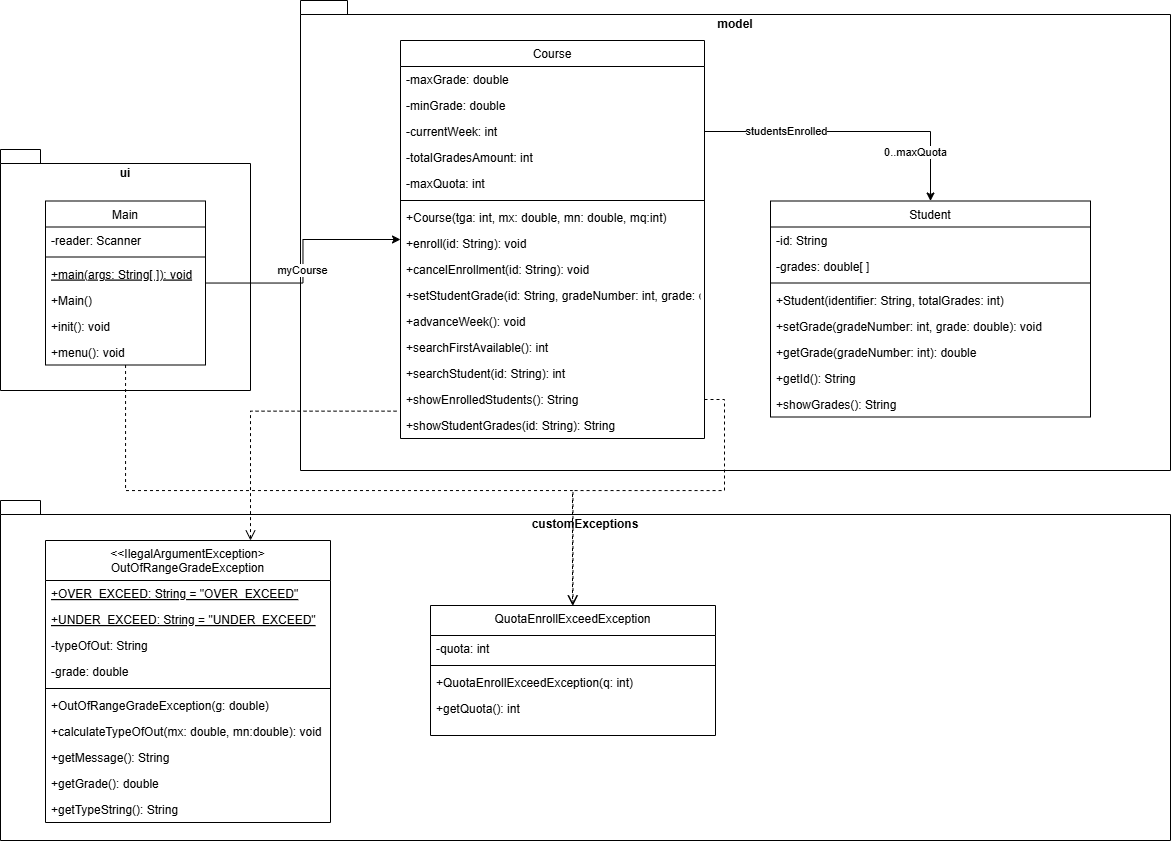 model
Course
-maxGrade: double
-minGrade: double
-currentWeek: int
-totalGradesAmount: int
-maxQuota: int
+Course(tga: int, mx: double, mn: double, mq:int)
+enroll(id: String): void
+cancelEnrollment(id: String): void
+setStudentGrade(id: String, gradeNumber: int, grade:
+advanceWeek(): void
+searchFirstAvailable(): int
+searchStudent(id: String): int
+showEnrolledStudents(): String
+showStudentGrades(id: String): String
studentsEnrolled
0..maxQuota
Student
-id: String
-grades: double[ ]
+Student(identifier: String, totalGrades: int)
+setGrade(gradeNumber: int, grade: double): void
+getGrade(gradeNumber: int): double
+getId(): String
+showGrades(): String
ui
Main
-reader: Scanner
+main(args: String[ ]): void
+Main()
+init(): void
+menu(): void
myCourse
customExceptions
<<IlegalArgumentException>
OutOfRangeGradeException
+OVER_EXCEED: String = "OVER_EXCEED"
+UNDER_EXCEED: String = "UNDER_EXCEED"
-typeOfOut: String
-grade: double
+OutOfRangeGradeException(g: double)
+calculateTypeOfOut(mx: double, mn:double): void
+getMessage(): String
+getGrade(): double
+getTypeString(): String
QuotaEnrollExceedException
-quota: int
+QuotaEnrollExceedException(q: int)
+getQuota(): int